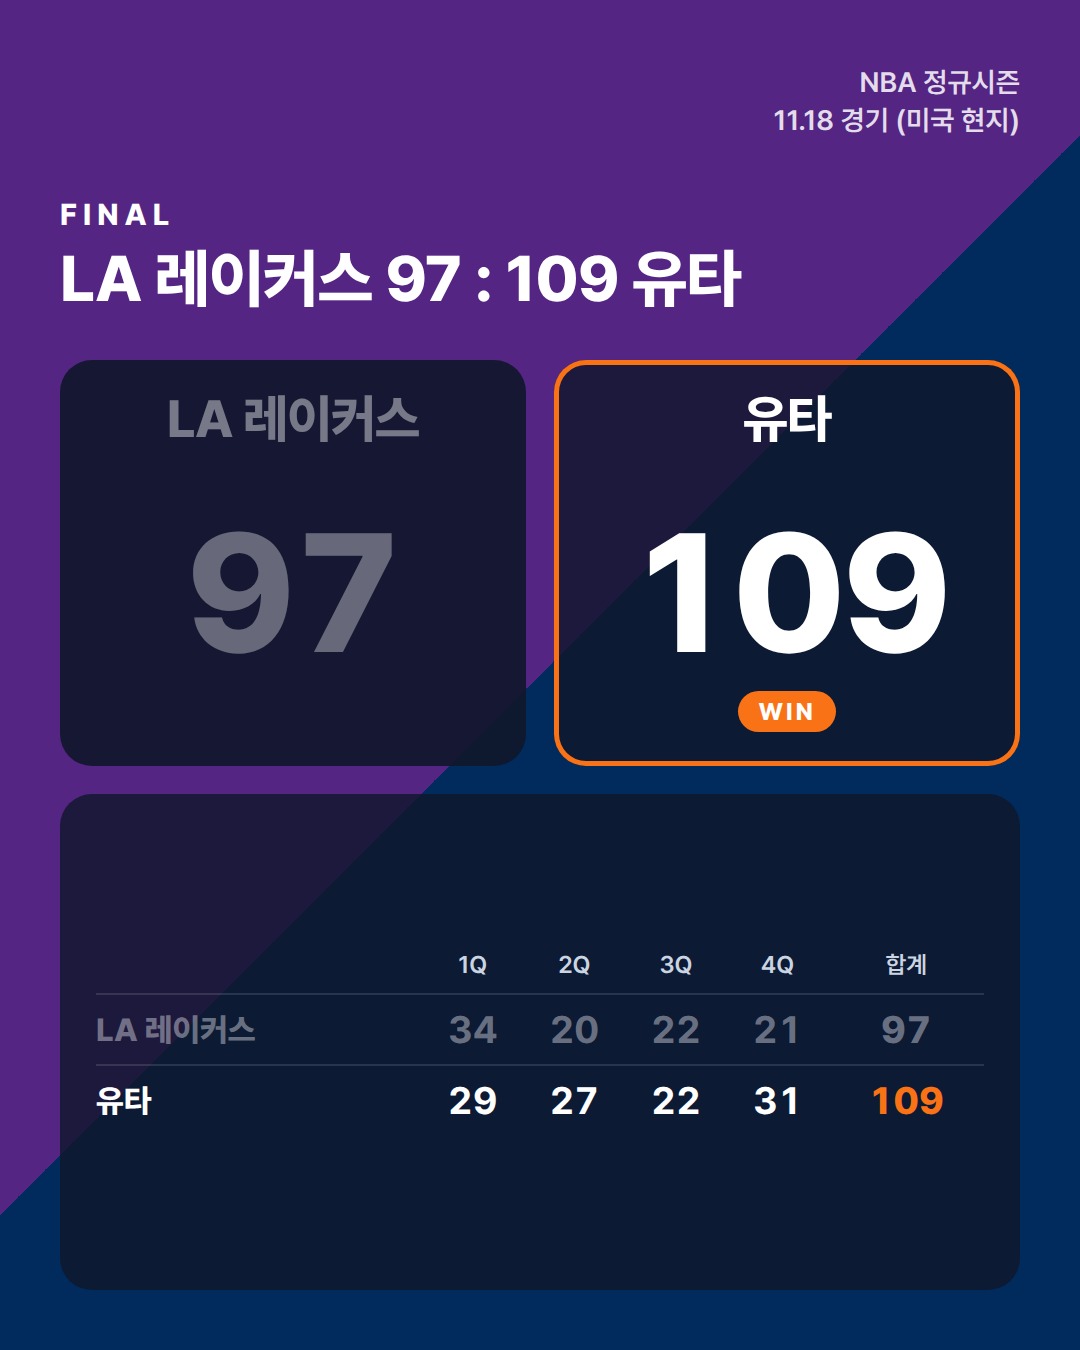 NBA 정규시즌
11.18 경기 (미국 현지)
FINAL
LA 레이커스 97 : 109 유타
LA 레이커스
97
유타
109
WIN
1Q 2Q 3Q 4Q 합계
LA 레이커스 34 20 22 21 97
유타 29 27 22 31 109